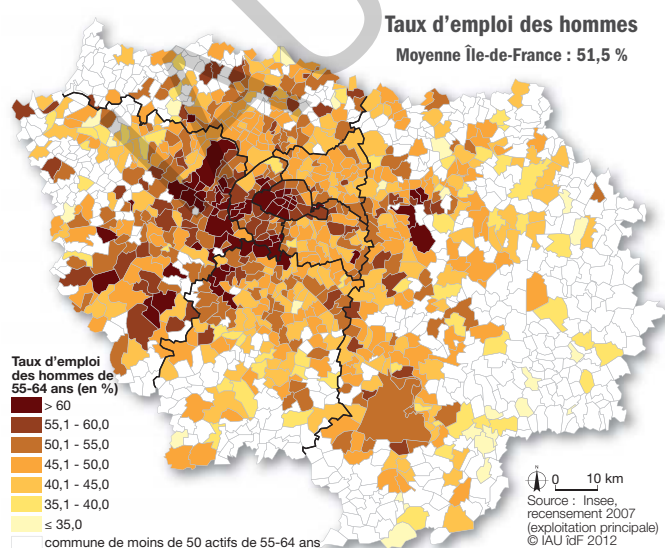 Taux d'emploi des hommes
Moyenne Île-de-France : 51,5 %
Taux d'emploi
des hommes de
55-64 ans (en %)
> 60
55,1 - 60,0
50,1 - 55,0
45,1 - 50,0
40,1 - 45,0
35,1 - 40,0
≤ 35,0
commune de moins de 50 actifs de 55-64 ans
N
0 10 km
Source : Insee,
recensement 2007
(exploitation principale)
© IAU îdF 2012